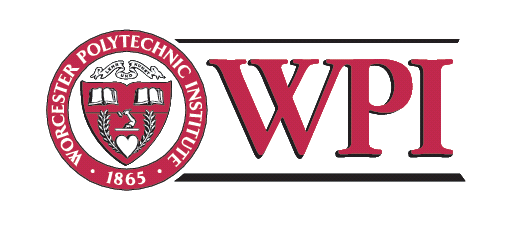 WORCESTER POLYTECHNIC INSTITUTE
· 1865 ·
WPI